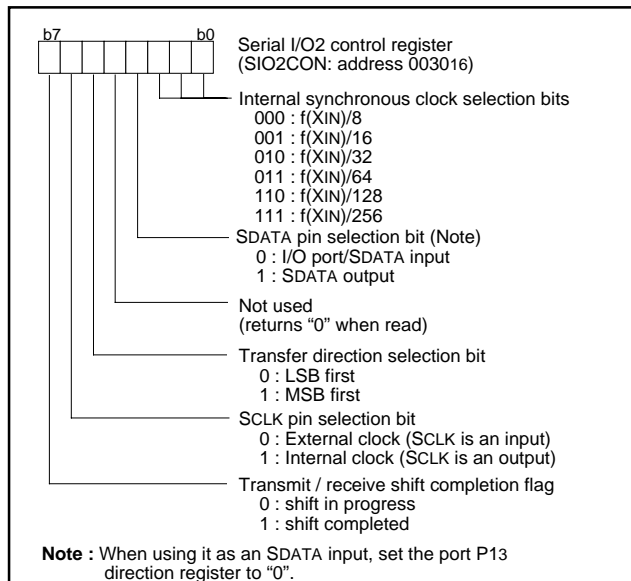 b7 b0
Serial I/O2 control register
(SIO2CON: address 003016)
Internal synchronous clock selection bits
000 : f(XIN)/8
001 : f(XIN)/16
010 : f(XIN)/32
011 : f(XIN)/64
110 : f(XIN)/128
111 : f(XIN)/256
SDATA pin selection bit (Note)
0 : I/O port/SDATA input
1 : SDATA output
Not used
(returns “0” when read)
Transfer direction selection bit
0 : LSB first
1 : MSB first
SCLK pin selection bit
0 : External clock (SCLK is an input)
1 : Internal clock (SCLK is an output)
Transmit / receive shift completion flag
0 : shift in progress
1 : shift completed
Note : When using it as an SDATA input, set the port P13
direction register to “0”.